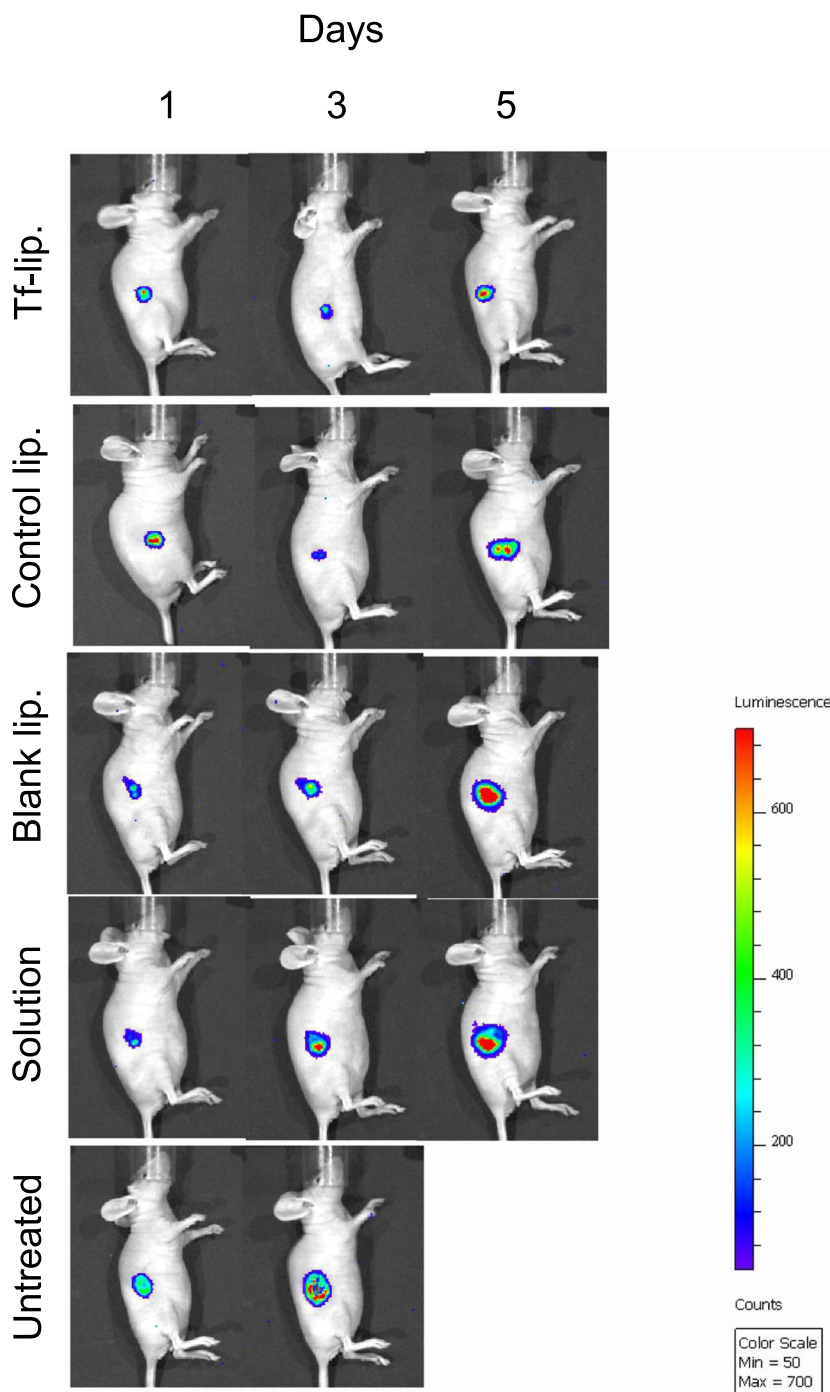 Days
1 3 5
Tf-lip.
Control lip.
Blank lip.
Solution
Untreated
Luminescence
600
400
200
Counts
Color Scale
Min = 50
Max = 700